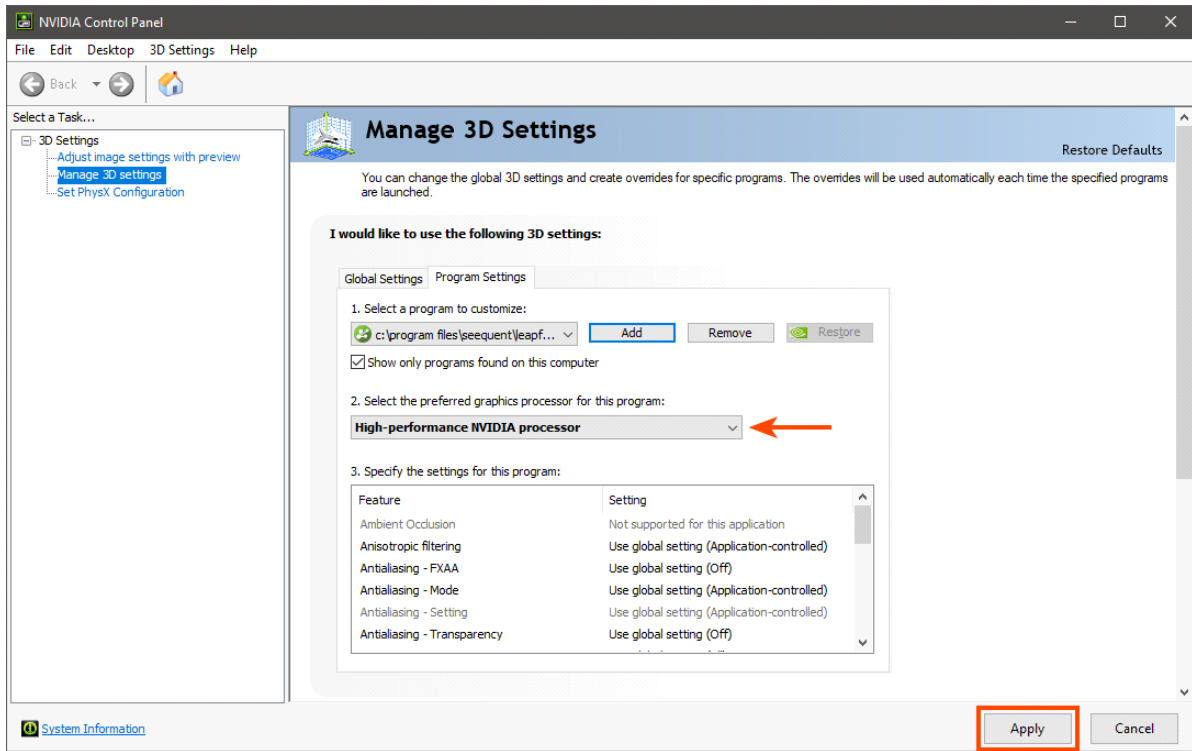 NVIDIA Control Panel
File Edit Desktop 3D Settings Help
Back
Select a Task...
3D Settings
Adjust image settings with preview
Manage 3D settings
Set PhysX Configuration
Manage 3D Settings
Restore Defaults
You can change the global 3D settings and create overrides for specific programs. The overrides will be used automatically each time the specified programs
are launched.
I would like to use the following 3D settings:
Global Settings Program Settings
1. Select a program to customize:
c:\program files\seequent\leapf... Add Remove Restore
Show only programs found on this computer
2. Select the preferred graphics processor for this program:
High-performance NVIDIA processor
3. Specify the settings for this program:
Feature Setting
Ambient Occlusion Not supported for this application
Anisotropic filtering Use global setting (Application-controlled)
Antialiasing - FXAA Use global setting (Off)
Antialiasing - Mode Use global setting (Application-controlled)
Antialiasing - Setting Use global setting (Application-controlled)
Antialiasing - Transparency Use global setting (Off)
System Information
Apply Cancel